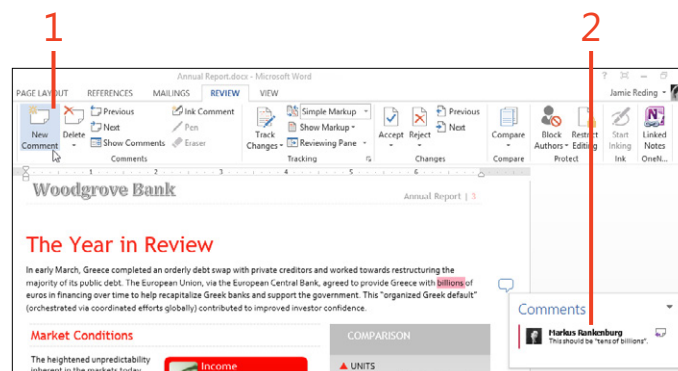 1
2
Annual Report.docx - Microsoft Word
?
PAGE LAYOUT REFERENCES MAILINGS REVIEW VIEW
Jamie Reding
New Comment
Delete
Previous
Next
Show Comments
Ink Comment
Pen
Eraser
Comments
Track Changes
Simple Markup
Show Markup
Reviewing Pane
Tracking
Accept
Reject
Previous
Next
Changes
Compare
Compare
Block Authors
Restrict Editing
Protect
Start Inking
Ink
Linked Notes
OneN...
1 2 3 4 5 6
Woodgrove Bank
Annual Report | 3
The Year in Review
In early March, Greece completed an orderly debt swap with private creditors and worked towards restructuring the
majority of its public debt. The European Union, via the European Central Bank, agreed to provide Greece with billions of
euros in financing over time to help recapitalize Greek banks and support the government. This "organized Greek default"
(orchestrated via coordinated efforts globally) contributed to improved investor confidence.
Comments
Markus Rankenburg
This should be "tens of billions".
Market Conditions
COMPARISON
The heightened unpredictability
inherent in the markets today
Income
UNITS